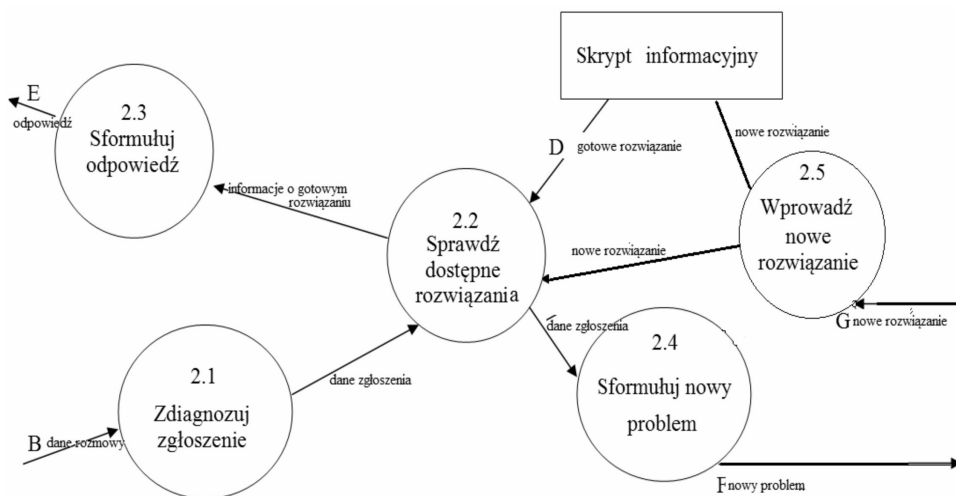 Skrypt informacyjny
E
odpowiedź
2.3
Sformułuj
odpowiedź
D gotowe rozwiązanie
nowe rozwiązanie
2.5
Wprowadź
nowe
rozwiązanie
informacje o gotowym
rozwiązaniu
2.2
Sprawdź
dostępne
rozwiązania
nowe rozwiązanie
G nowe rozwiązanie
dane zgłoszenia
2.4
Sformułuj nowy
problem
2.1
Zdiagnozuj
zgłoszenie
dane zgłoszenia
B dane rozmowy
F nowy problem